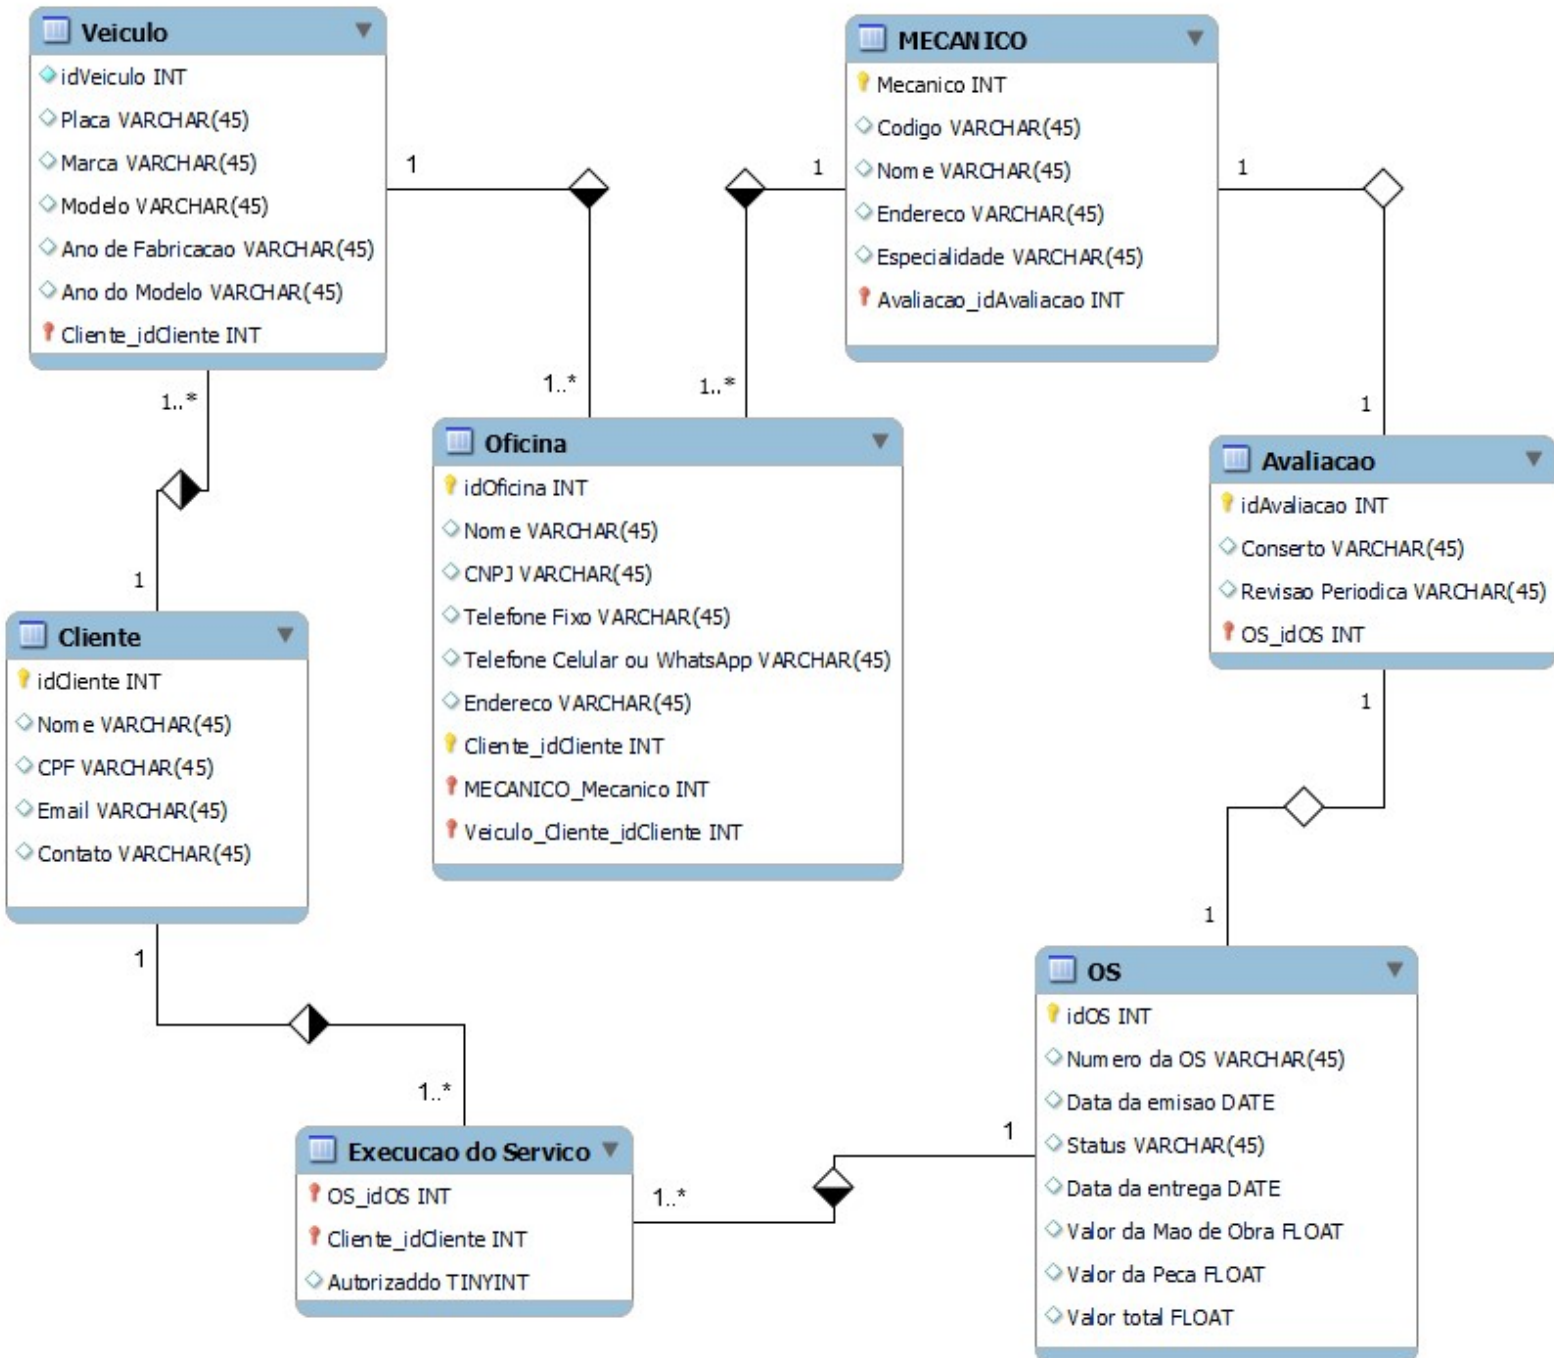 Veiculo
idVeiculo INT
Placa VARCHAR(45)
Marca VARCHAR(45)
Modelo VARCHAR(45)
Ano de Fabricacao VARCHAR(45)
Ano do Modelo VARCHAR(45)
Cliente_idCliente INT
1
1..*
1..*
1
MECANICO
Mecanico INT
Codigo VARCHAR(45)
Nome VARCHAR(45)
Endereco VARCHAR(45)
Especialidade VARCHAR(45)
Avaliacao_idAvaliacao INT
1
1..*
1
1
Oficina
idOficina INT
Nome VARCHAR(45)
CNPJ VARCHAR(45)
Telefone Fixo VARCHAR(45)
Telefone Celular ou WhatsApp VARCHAR(45)
Endereco VARCHAR(45)
Cliente_idCliente INT
MECANICO_Mecanico INT
Veiculo_Cliente_idCliente INT
Avaliacao
idAvaliacao INT
Conserto VARCHAR(45)
Revisao Periodica VARCHAR(45)
OS_idOS INT
1
1
Cliente
idCliente INT
Nome VARCHAR(45)
CPF VARCHAR(45)
Email VARCHAR(45)
Contato VARCHAR(45)
1
1..*
Execucao do Servico
OS_idOS INT
Cliente_idCliente INT
Autorizaddo TINYINT
1..*
1
OS
idOS INT
Numero da OS VARCHAR(45)
Data da emisao DATE
Status VARCHAR(45)
Data da entrega DATE
Valor da Mao de Obra FLOAT
Valor da Peca FLOAT
Valor total FLOAT